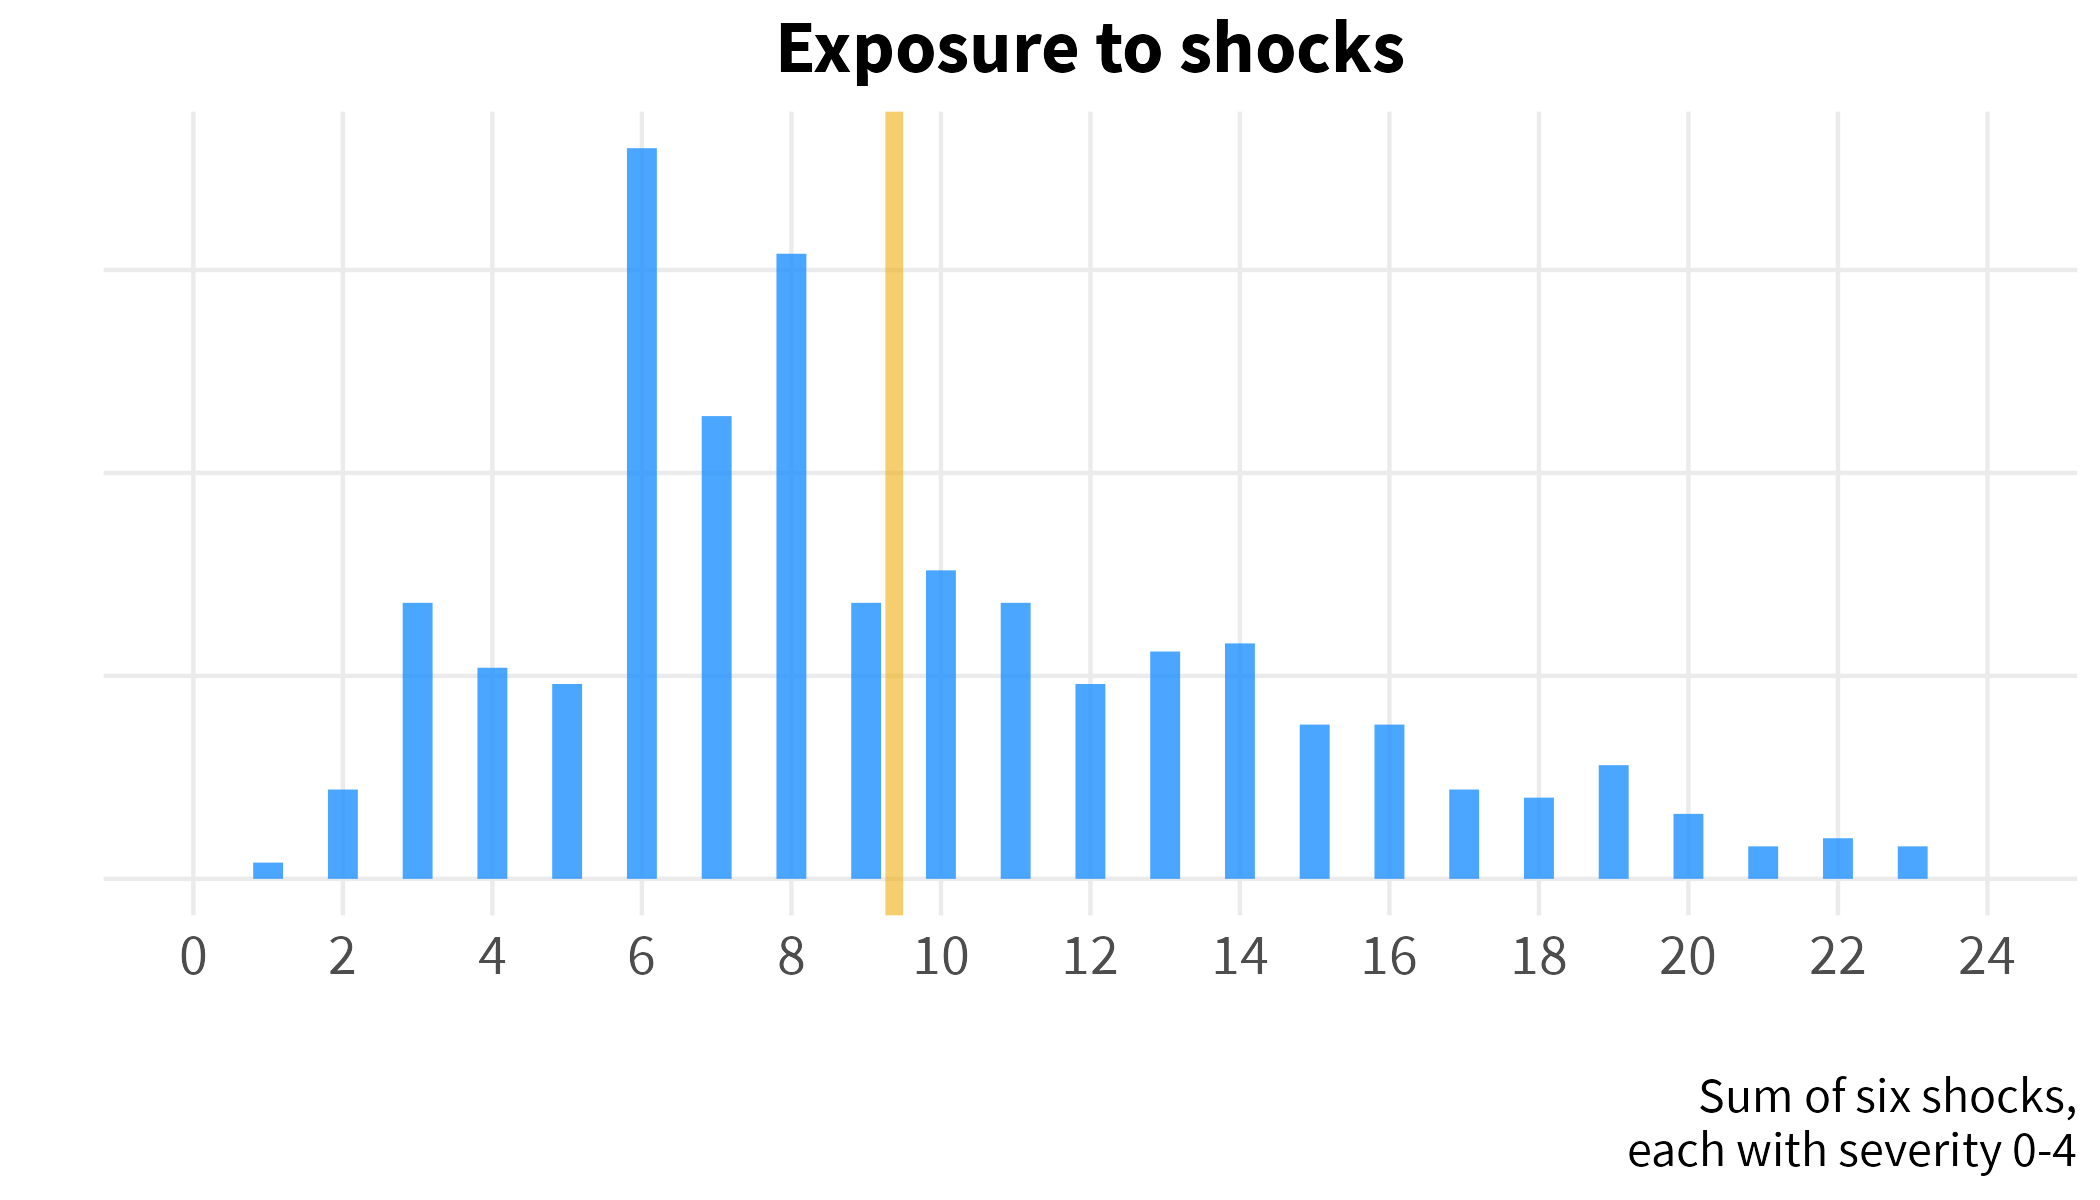 Exposure to shocks
0 2 4 6 8 10 12 14 16 18 20 22 24
Sum of six shocks,
each with severity 0-4